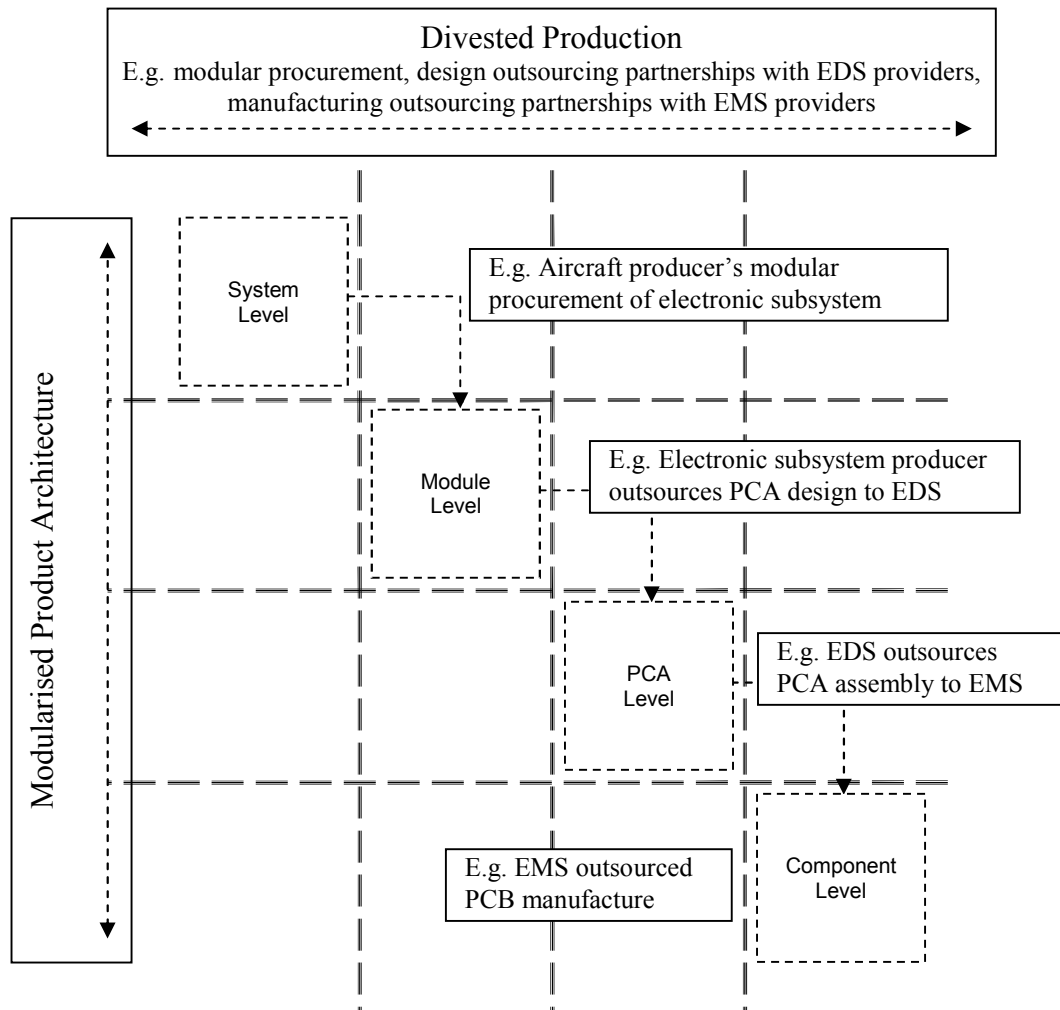 Divested Production
E.g. modular procurement, design outsourcing partnerships with EDS providers,
manufacturing outsourcing partnerships with EMS providers
Modularised Product Architecture
System
Level
E.g. Aircraft producer’s modular
procurement of electronic subsystem
Module
Level
E.g. Electronic subsystem producer
outsources PCA design to EDS
PCA
Level
E.g. EDS outsources
PCA assembly to EMS
E.g. EMS outsourced
PCB manufacture
Component
Level